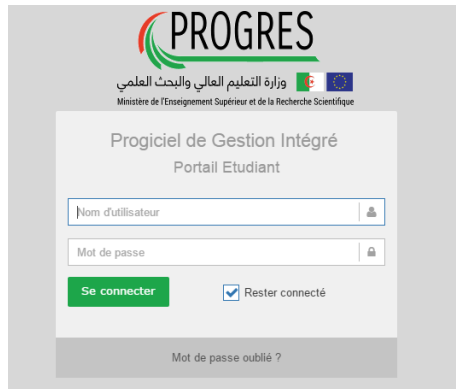 PROGRES
وزارة التعليم العالي والبحث العلمي
Ministère de l'Enseignement Supérieur et de la Recherche Scientifique
Progiciel de Gestion Intégré
Portail Etudiant
Nom d'utilisateur
Mot de passe
Se connecter
Rester connecté
Mot de passe oublié ?